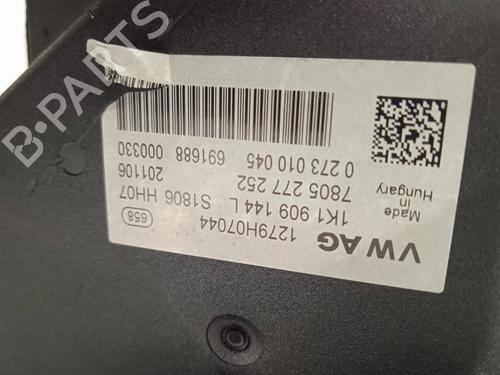 VW AG
1279H07044
658
1K1 909 144 L S1806 HH07
7805 277 252 201106
0 273 010 045 691688 000330
Made
in
Hungary
B-PARTS